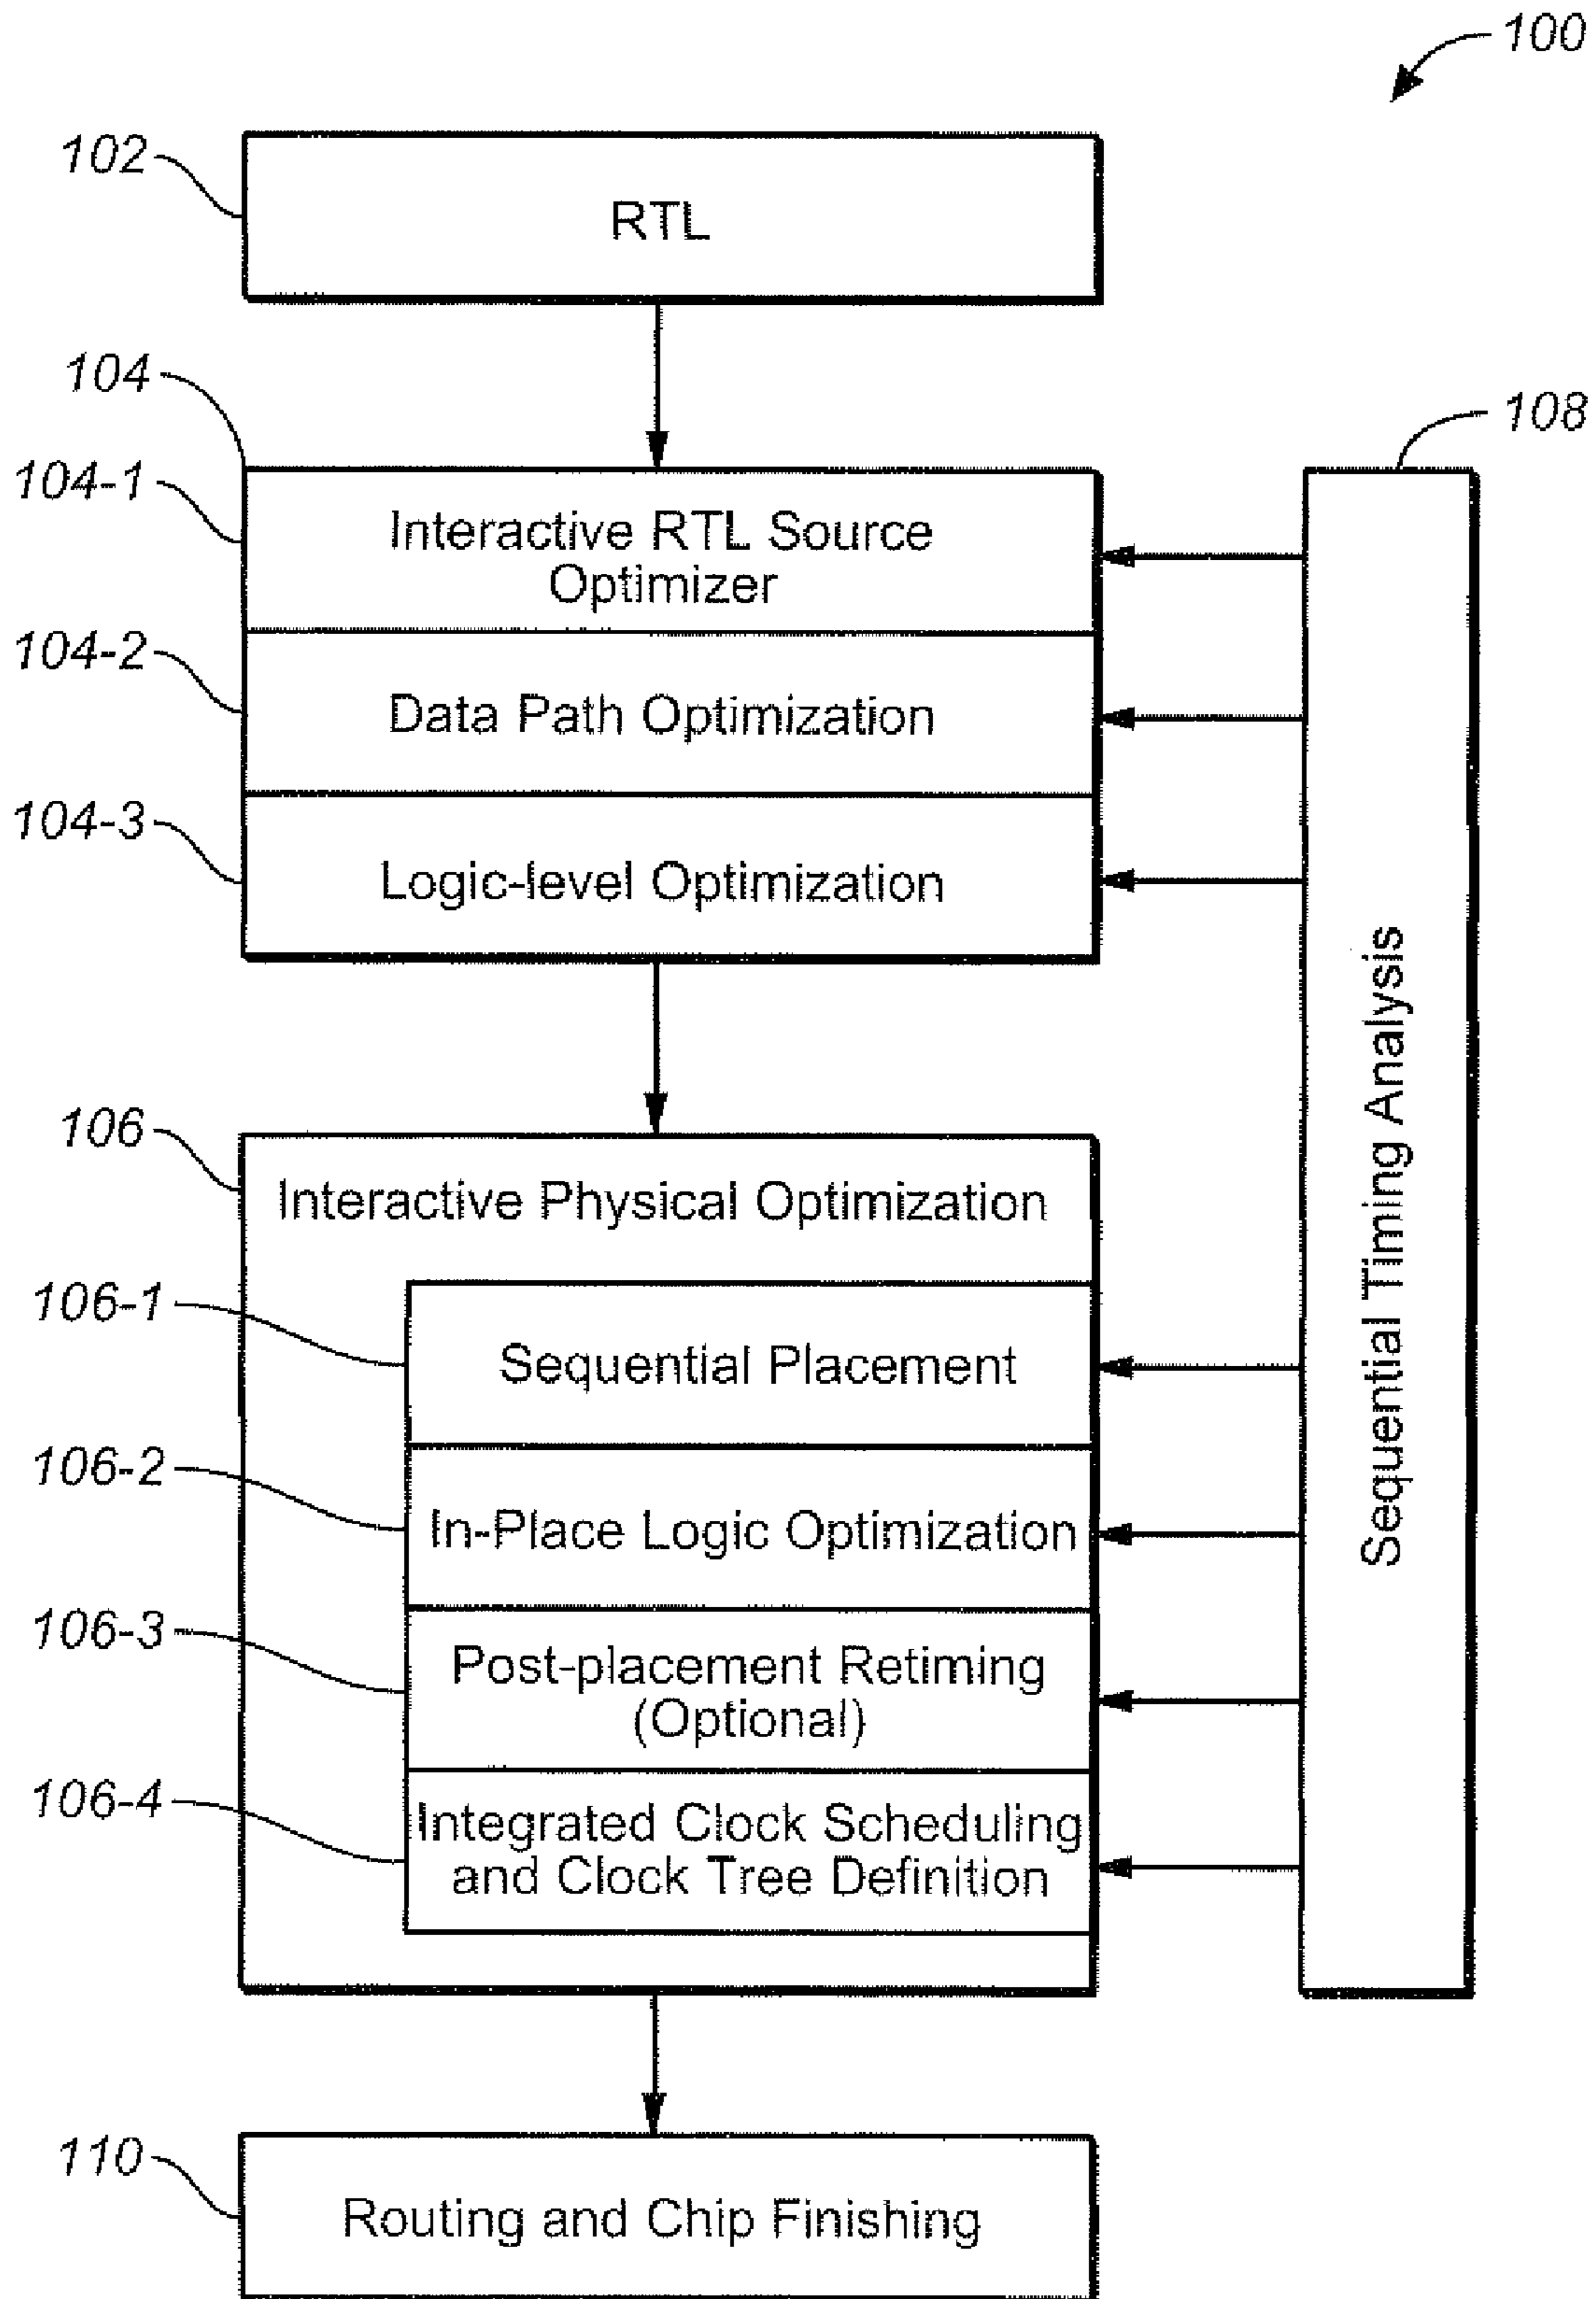 100
102
RTL
104
108
104-1
Interactive RTL Source
Optimizer
104-2
Data Path Optimization
104-3
Logic-level Optimization
Sequential Timing Analysis
106
Interactive Physical Optimization
106-1
Sequential Placement
106-2
In-Place Logic Optimization
106-3
Post-placement Retiming
(Optional)
106-4
Integrated Clock Scheduling
and Clock Tree Definition
110
Routing and Chip Finishing